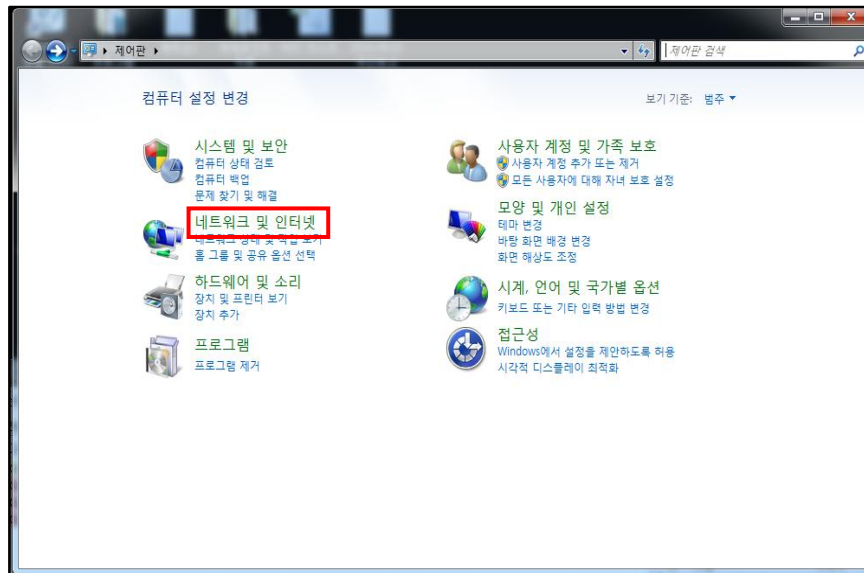 제어판
제어판 검색
컴퓨터 설정 변경
보기 기준: 범주
시스템 및 보안
컴퓨터 상태 검토
컴퓨터 백업
문제 찾기 및 해결
네트워크 및 인터넷
네트워크 상태 및 작업 보기
홈 그룹 및 공유 옵션 선택
하드웨어 및 소리
장치 및 프린터 보기
장치 추가
프로그램
프로그램 제거
사용자 계정 및 가족 보호
사용자 계정 추가 또는 제거
모든 사용자에 대해 자녀 보호 설정
모양 및 개인 설정
테마 변경
바탕 화면 배경 변경
화면 해상도 조정
시계, 언어 및 국가별 옵션
키보드 또는 기타 입력 방법 변경
접근성
Windows에서 설정을 제안하도록 허용
시각적 디스플레이 최적화